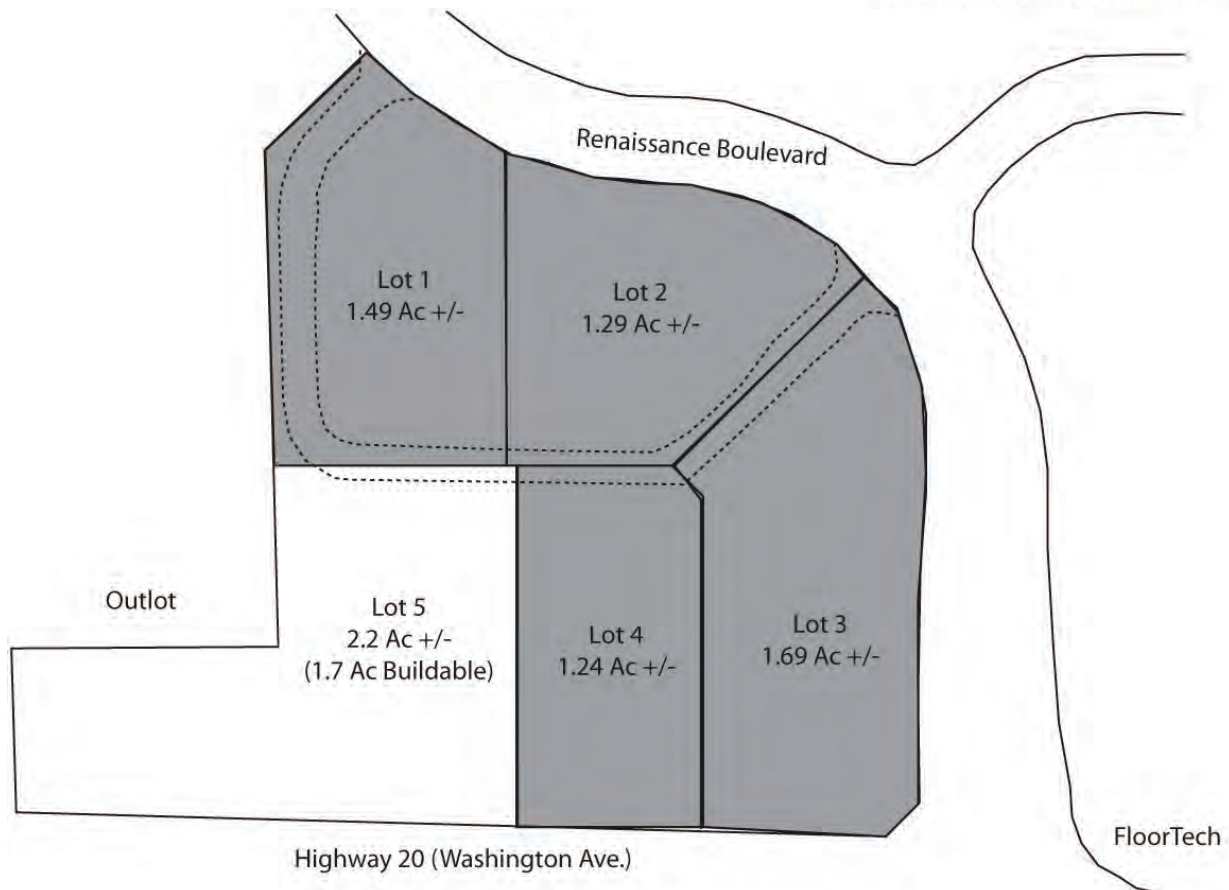 Renaissance Boulevard
Lot 1
1.49 Ac +/-
Lot 2
1.29 Ac +/-
Outlot
Lot 5
2.2 Ac +/-
(1.7 Ac Buildable)
Lot 4
1.24 Ac +/-
Lot 3
1.69 Ac +/-
Highway 20 (Washington Ave.)
FloorTech